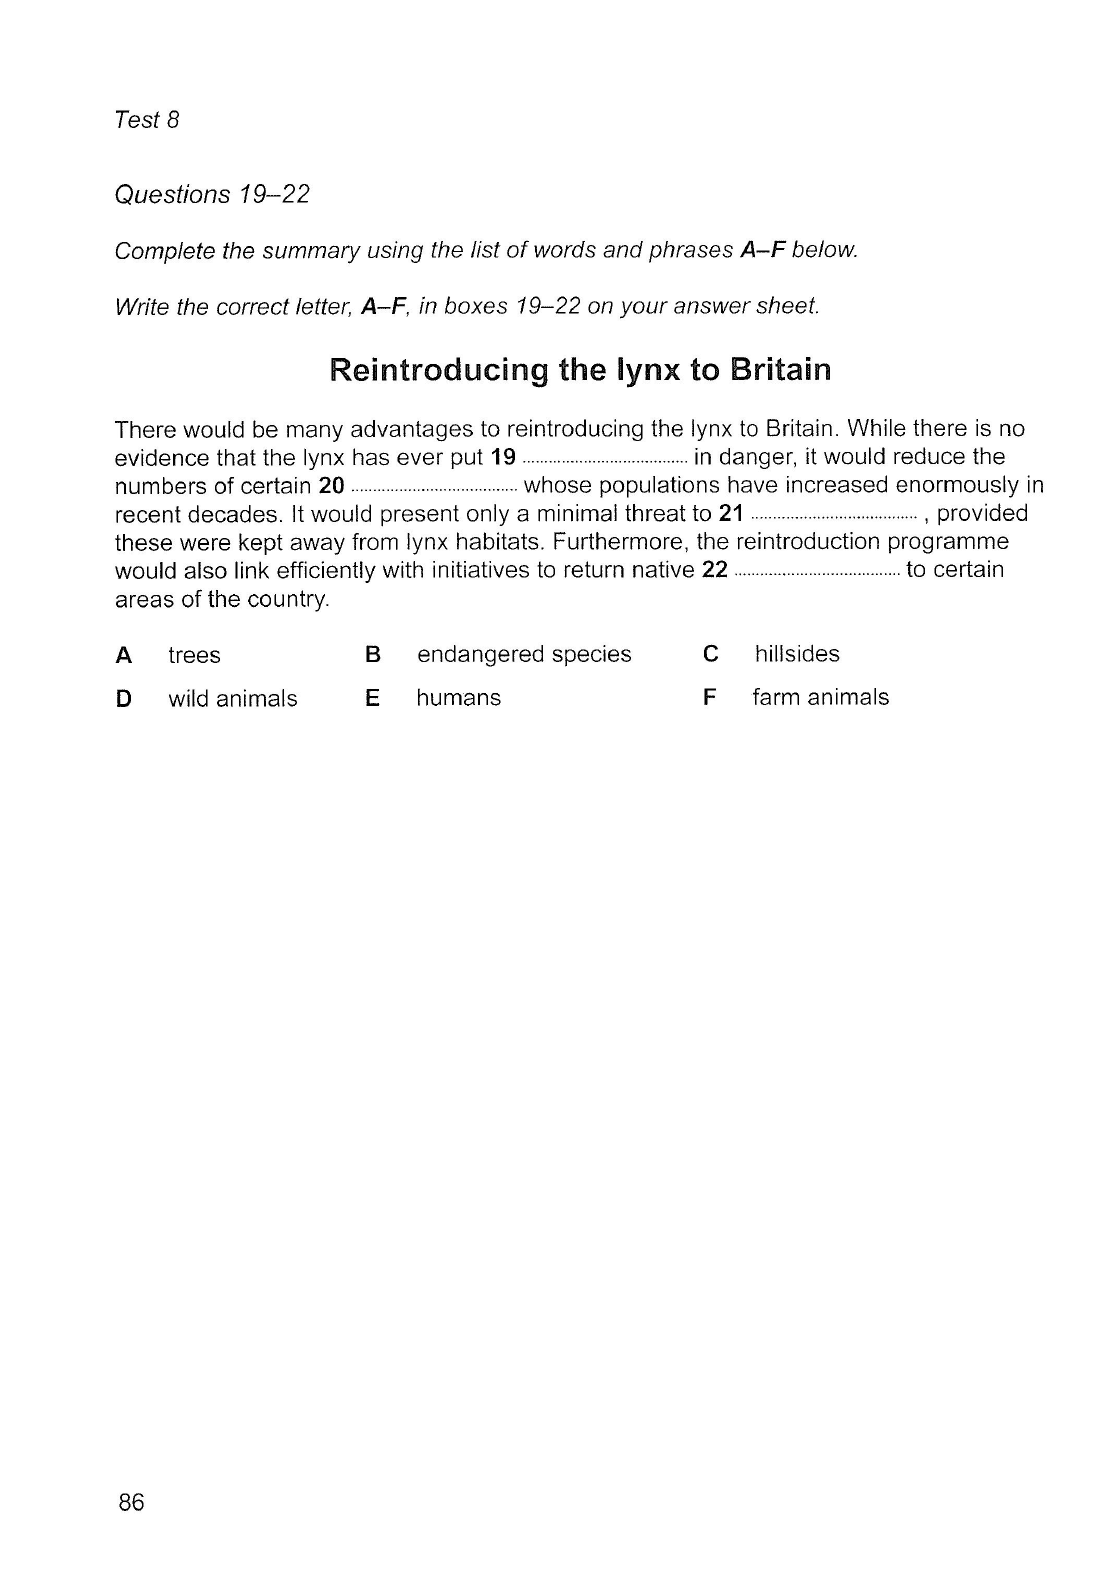 Test 8
Questions 19–22
Complete the summary using the list of words and phrases A–F below.
Write the correct letter, A–F, in boxes 19–22 on your answer sheet.
Reintroducing the lynx to Britain
There would be many advantages to reintroducing the lynx to Britain. While there is no
evidence that the lynx has ever put 19 ...................................... in danger, it would reduce the
numbers of certain 20 ...................................... whose populations have increased enormously in
recent decades. It would present only a minimal threat to 21 ...................................... , provided
these were kept away from lynx habitats. Furthermore, the reintroduction programme
would also link efficiently with initiatives to return native 22 ...................................... to certain
areas of the country.
A trees B endangered species C hillsides
D wild animals E humans F farm animals
86